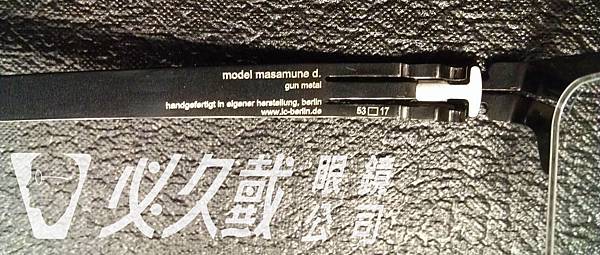 model masamune d.
gun metal
handgefertigt in eigener herstellung, berlin
www.ic-berlin.de
53□17
必久戴 眼鏡
公司